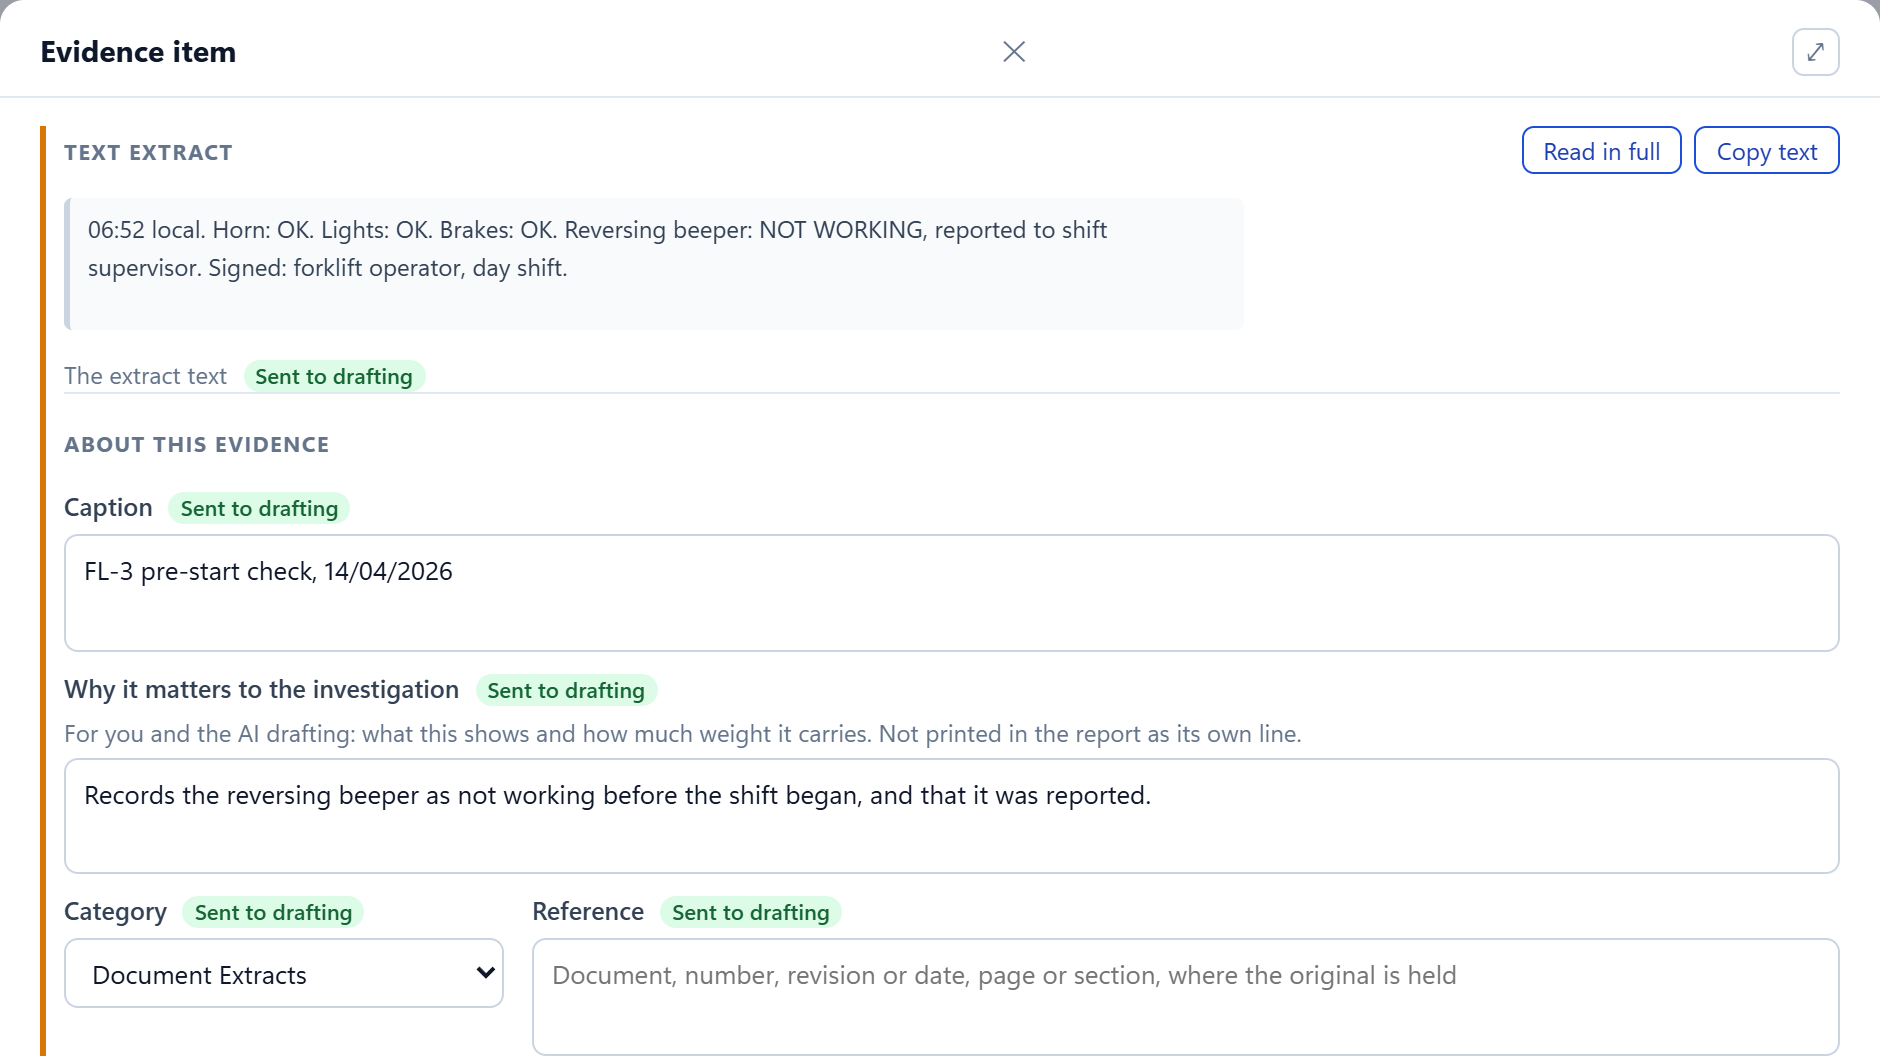 Evidence item
TEXT EXTRACT
Read in full
Copy text
06:52 local. Horn: OK. Lights: OK. Brakes: OK. Reversing beeper: NOT WORKING, reported to shift
supervisor. Signed: forklift operator, day shift.
The extract text Sent to drafting
ABOUT THIS EVIDENCE
Caption Sent to drafting
FL-3 pre-start check, 14/04/2026
Why it matters to the investigation Sent to drafting
For you and the AI drafting: what this shows and how much weight it carries. Not printed in the report as its own line.
Records the reversing beeper as not working before the shift began, and that it was reported.
Category Sent to drafting
Document Extracts
Reference Sent to drafting
Document, number, revision or date, page or section, where the original is held